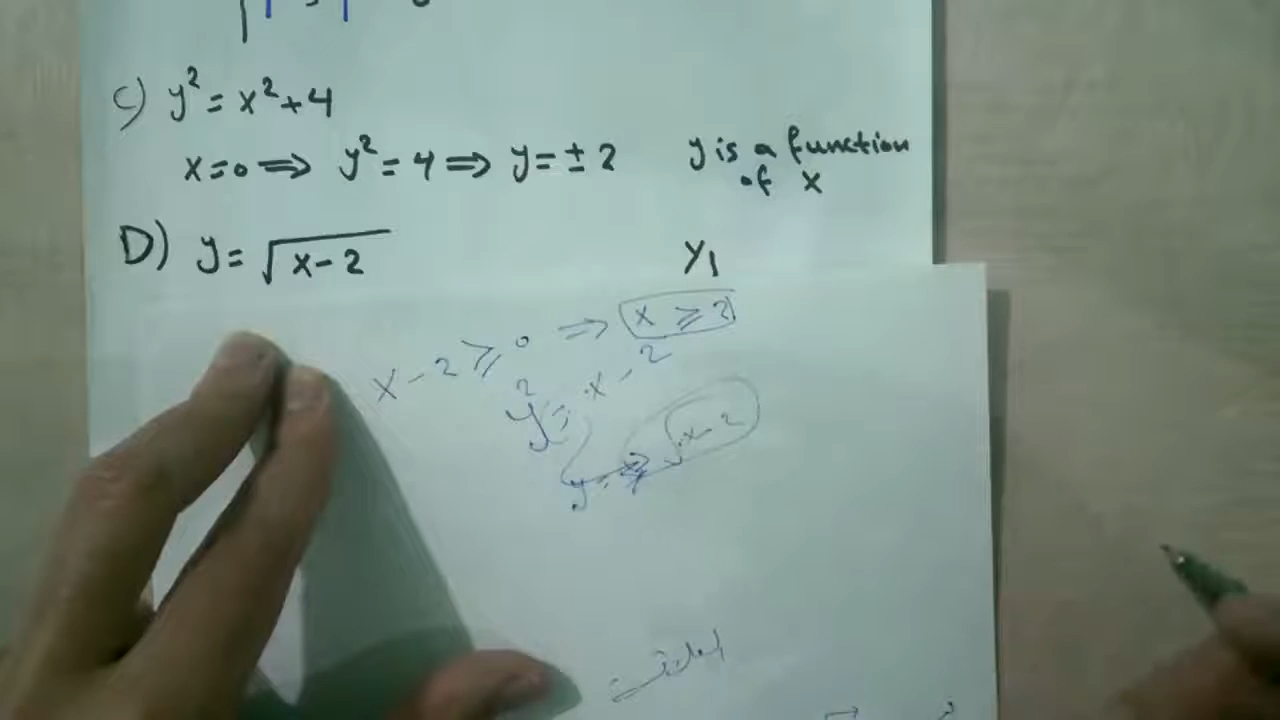 C) y² = x² + 4
x = 0 ⟹ y² = 4 ⟹ y = ± 2 y is a function
of x
D) y = √(x - 2)
y₁
x - 2 ⩾ 0 ⟹ x ⩾ 2
y² = x - 2
√(x - 2)